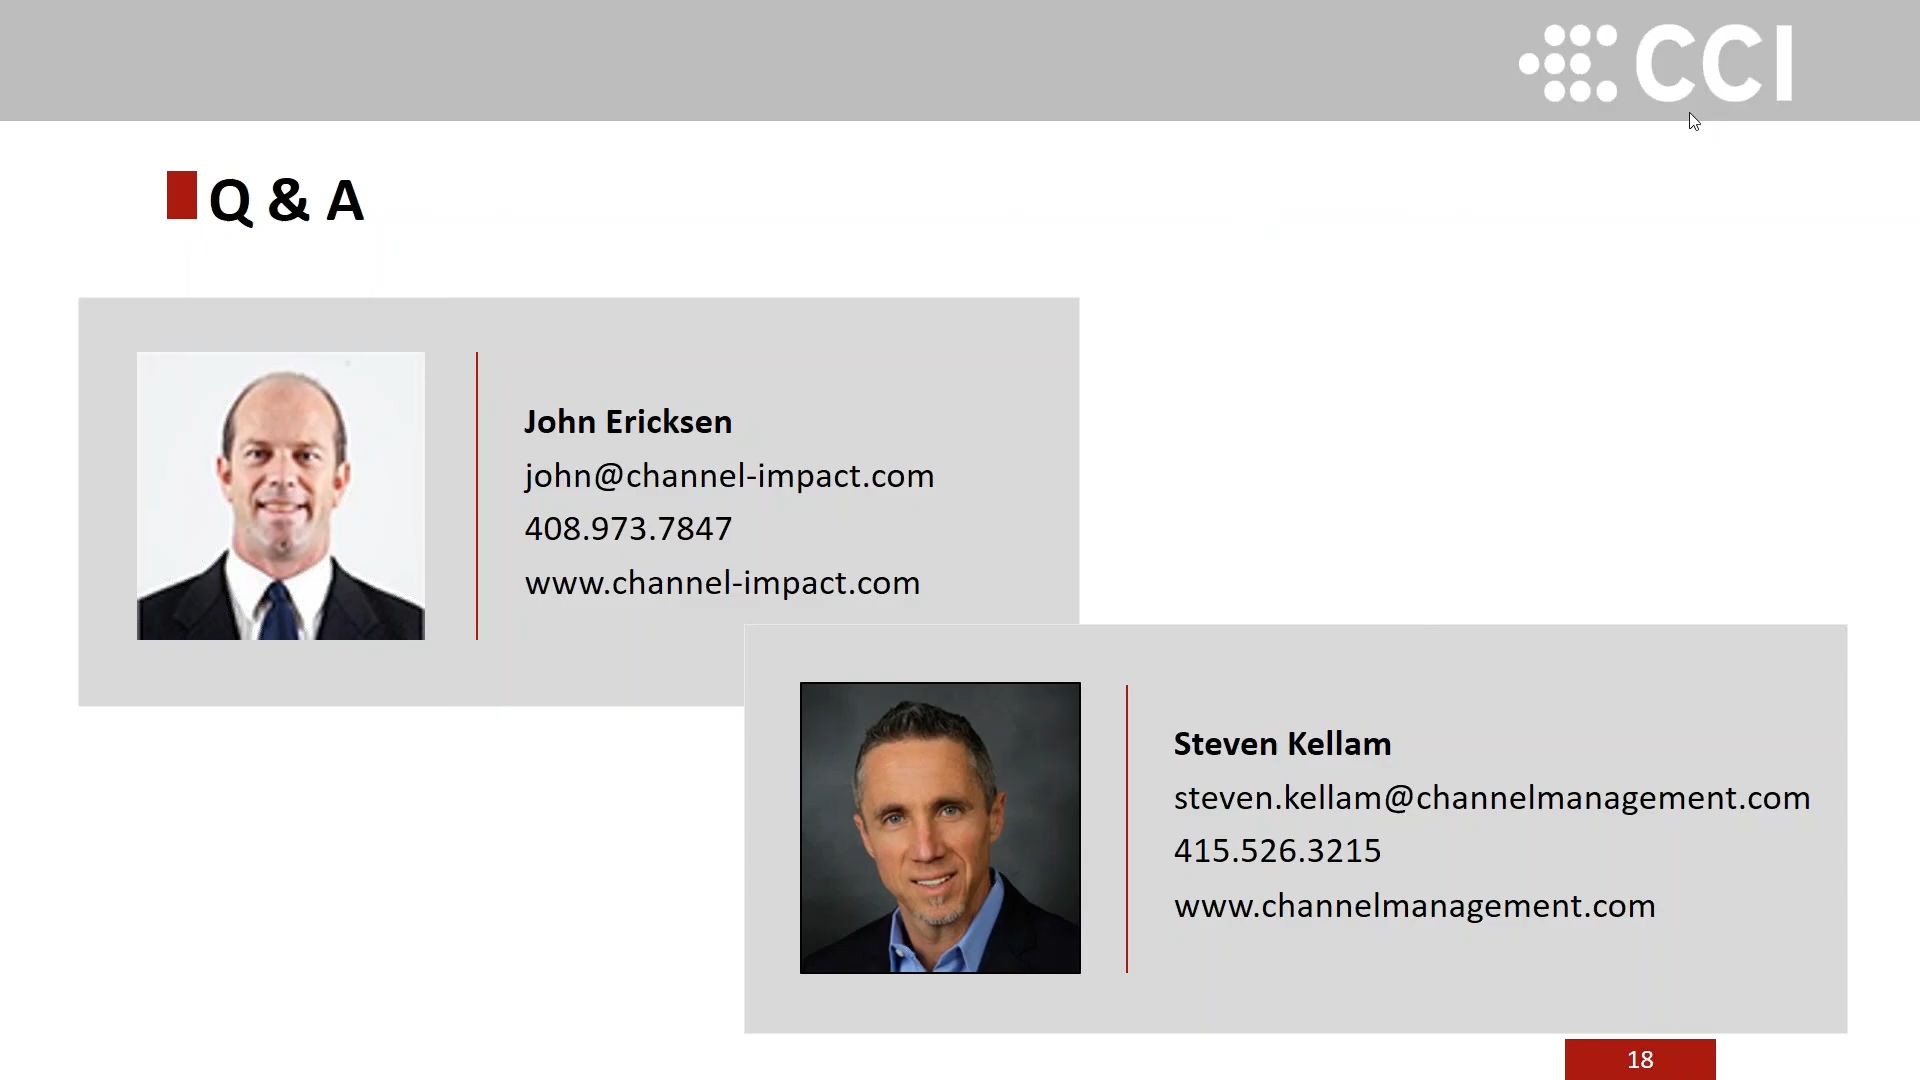 CCI
Q & A
John Ericksen
john@channel-impact.com
408.973.7847
www.channel-impact.com
Steven Kellam
steven.kellam@channelmanagement.com
415.526.3215
www.channelmanagement.com
18